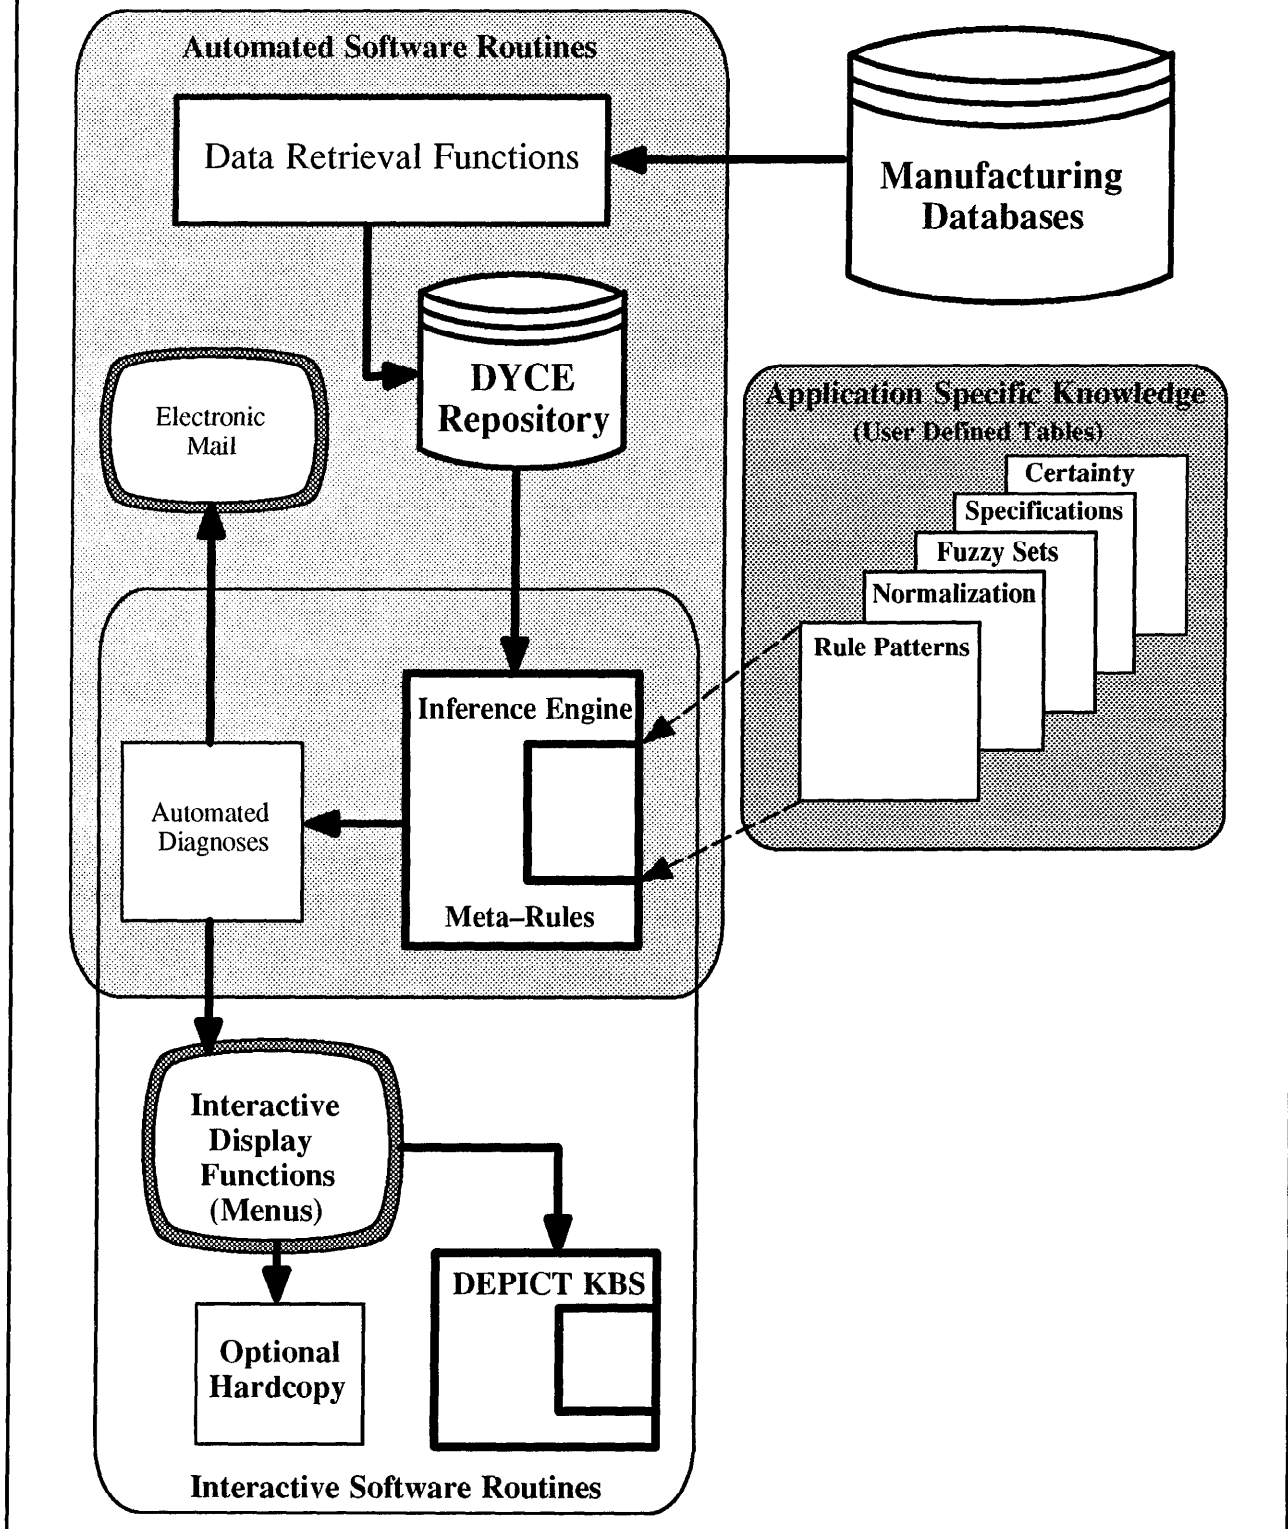 Automated Software Routines
Data Retrieval Functions
Manufacturing
Databases
DYCE
Repository
Electronic
Mail
Application Specific Knowledge
(User Defined Tables)
Certainty
Specifications
Fuzzy Sets
Normalization
Rule Patterns
Inference Engine
Automated
Diagnoses
Meta–Rules
Interactive
Display
Functions
(Menus)
DEPICT KBS
Optional
Hardcopy
Interactive Software Routines